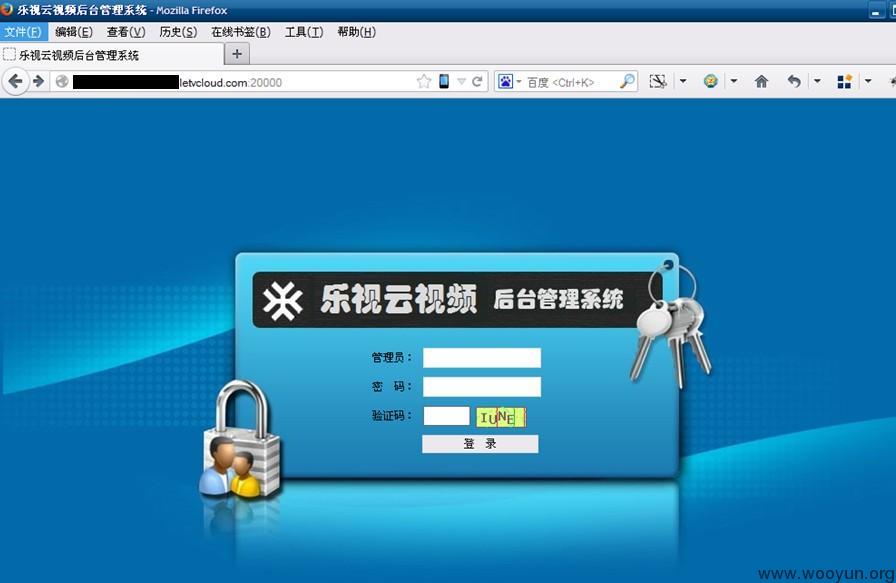 乐视云视频后台管理系统 - Mozilla Firefox
文件(F) 编辑(E) 查看(V) 历史(S) 在线书签(B) 工具(T) 帮助(H)
乐视云视频后台管理系统
letvcloud.com:20000 百度 <Ctrl+K>
乐视云视频 后台管理系统
管理员：
密 码：
验证码： IUNE
登 录
www.wooyun.org